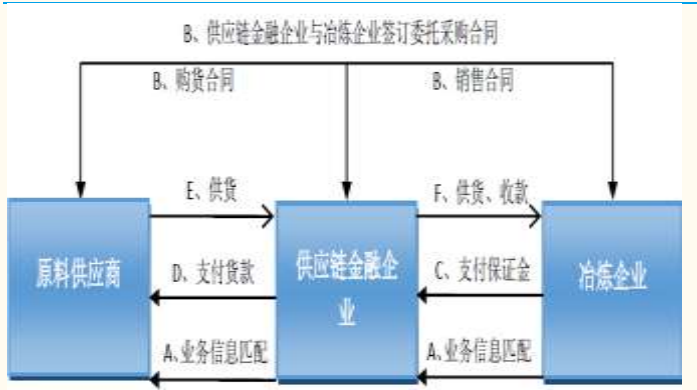 B、供应链金融企业与冶炼企业签订委托采购合同
B、购货合同
B、销售合同
E、供货
F、供货、收款
原料供应商
D、支付货款
供应链金融企
业
C、支付保证金
冶炼企业
A、业务信息匹配
A、业务信息匹配